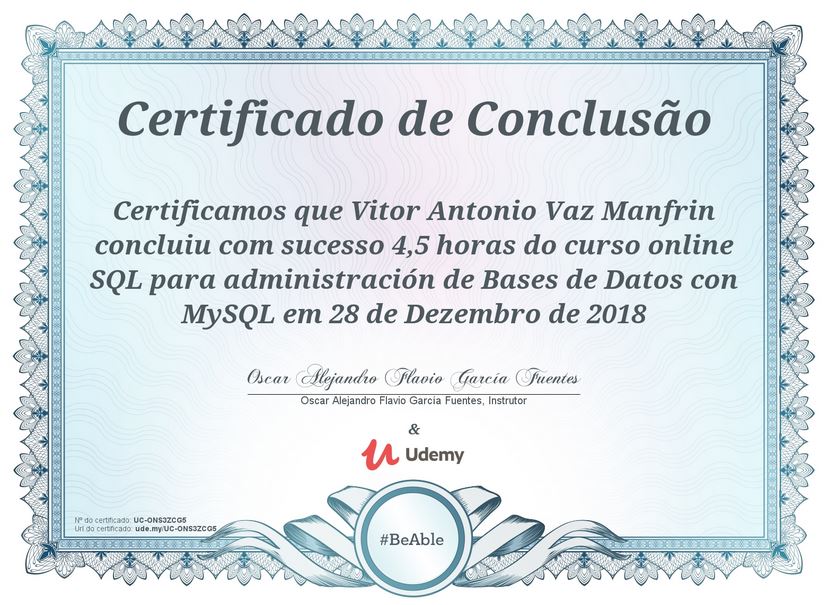 Certificado de Conclusão
Certificamos que Vitor Antonio Vaz Manfrin
concluiu com sucesso 4,5 horas do curso online
SQL para administración de Bases de Datos con
MySQL em 28 de Dezembro de 2018
Oscar Alejandro Flavio García Fuentes
Oscar Alejandro Flavio García Fuentes, Instrutor
&
Udemy
Nº do certificado: UC-ONS3ZCG5
Url do certificado: ude.my/UC-ONS3ZCG5
#BeAble